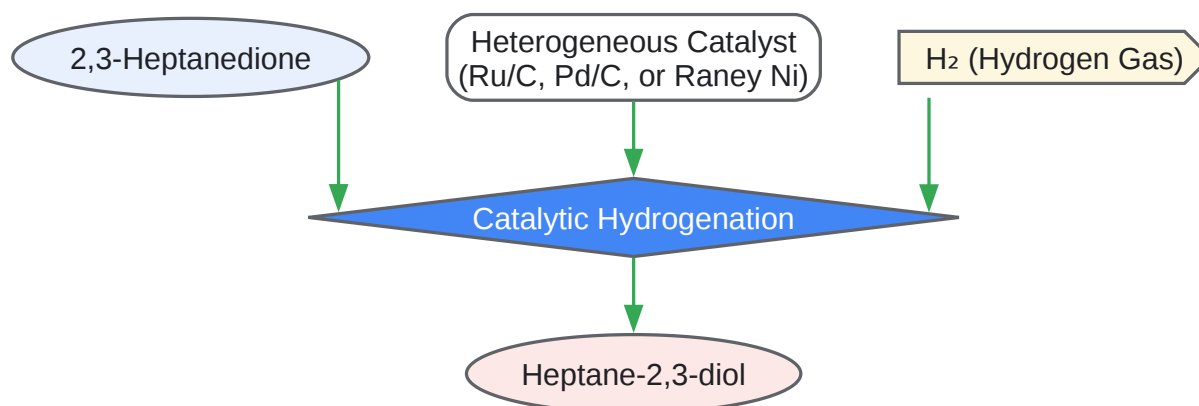 2,3-Heptanedione
Heterogeneous Catalyst
(Ru/C, Pd/C, or Raney Ni)
H₂ (Hydrogen Gas)
Catalytic Hydrogenation
Heptane-2,3-diol